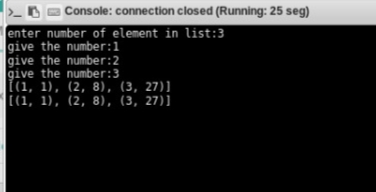 >_ Console: connection closed (Running: 25 seg)
enter number of element in list:3
give the number:1
give the number:2
give the number:3
[(1, 1), (2, 8), (3, 27)]
[(1, 1), (2, 8), (3, 27)]